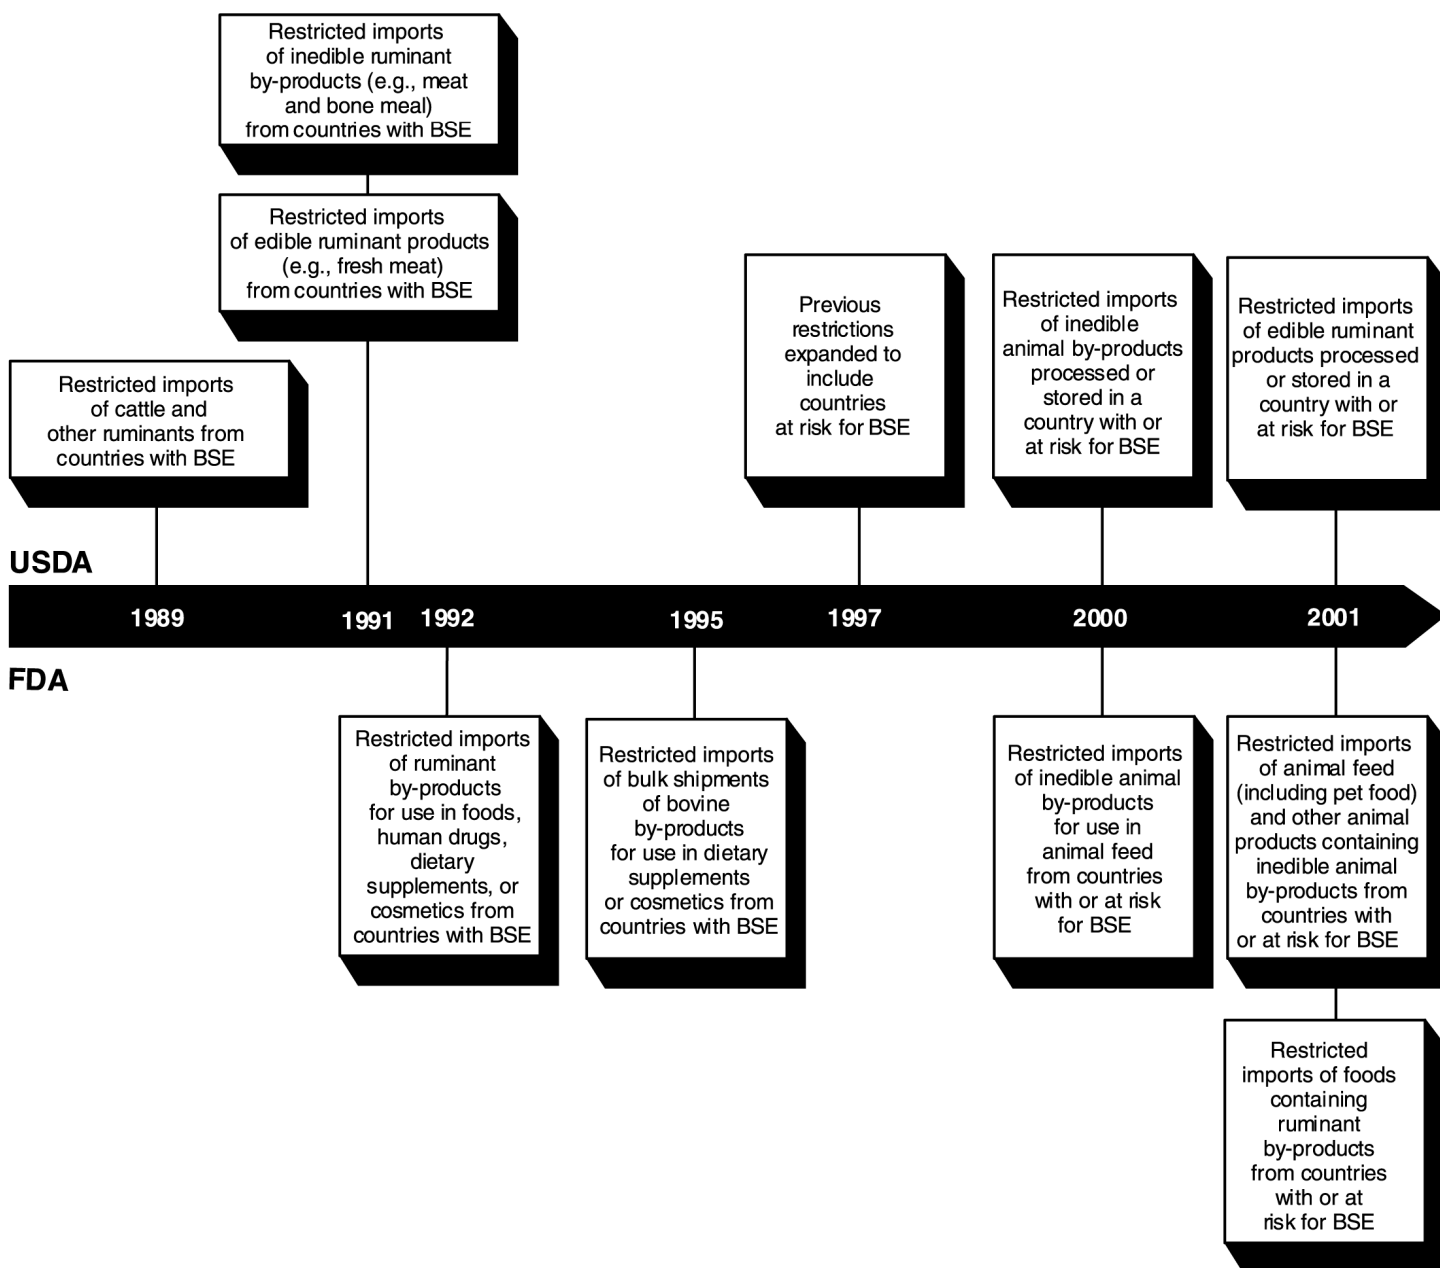 Restricted imports
of inedible ruminant
by-products (e.g., meat
and bone meal)
from countries with BSE
Restricted imports
of edible ruminant products
(e.g., fresh meat)
from countries with BSE
Restricted imports
of cattle and
other ruminants from
countries with BSE
Previous
restrictions
expanded to
include
countries
at risk for BSE
Restricted imports
of inedible
animal by-products
processed or
stored in a
country with or
at risk for BSE
Restricted imports
of edible ruminant
products processed
or stored in a
country with or
at risk for BSE
USDA
1989
1991
1992
1995
1997
2000
2001
FDA
Restricted imports
of ruminant
by-products
for use in foods,
human drugs,
dietary
supplements, or
cosmetics from
countries with BSE
Restricted imports
of bulk shipments
of bovine
by-products
for use in dietary
supplements
or cosmetics from
countries with BSE
Restricted imports
of inedible animal
by-products
for use in
animal feed
from countries
with or at risk
for BSE
Restricted imports
of animal feed
(including pet food)
and other animal
products containing
inedible animal
by-products from
countries with
or at risk for BSE
Restricted
imports of foods
containing
ruminant
by-products
from countries
with or at
risk for BSE